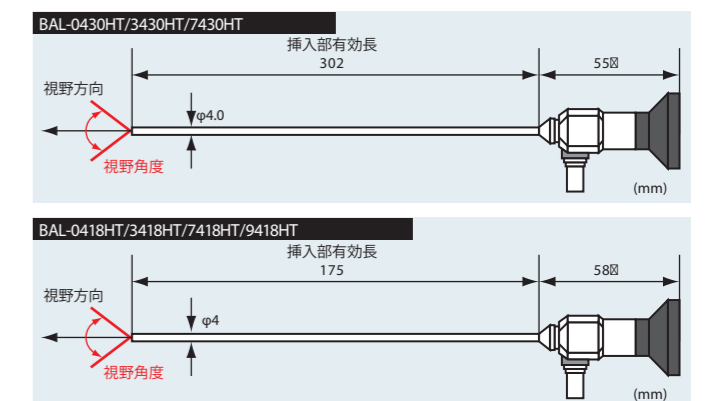 BAL-0430HT/3430HT/7430HT
挿入部有効長
302
55
視野方向
φ4.0
視野角度
(mm)
BAL-0418HT/3418HT/7418HT/9418HT
挿入部有効長
175
58
視野方向
φ4
視野角度
(mm)